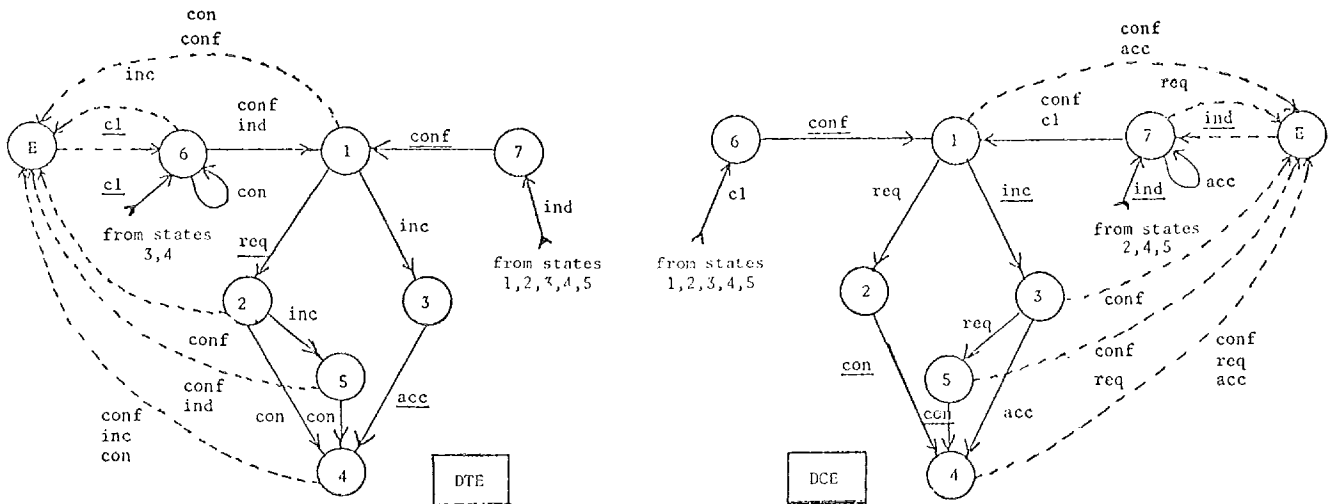 con
conf
inc
cl
conf
ind
conf
E
6
1
7
cl
con
from states
3,4
req
inc
ind
from states
1,2,3,4,5
2
3
inc
conf
5
conf
ind
con
con
acc
conf
inc
con
4
DTE
conf
acc
req
conf
cl
ind
conf
6
1
7
E
cl
req
inc
ind
acc
from states
1,2,3,4,5
from states
2,4,5
2
3
req
conf
con
5
conf
req
conf
req
acc
con
acc
4
DCE